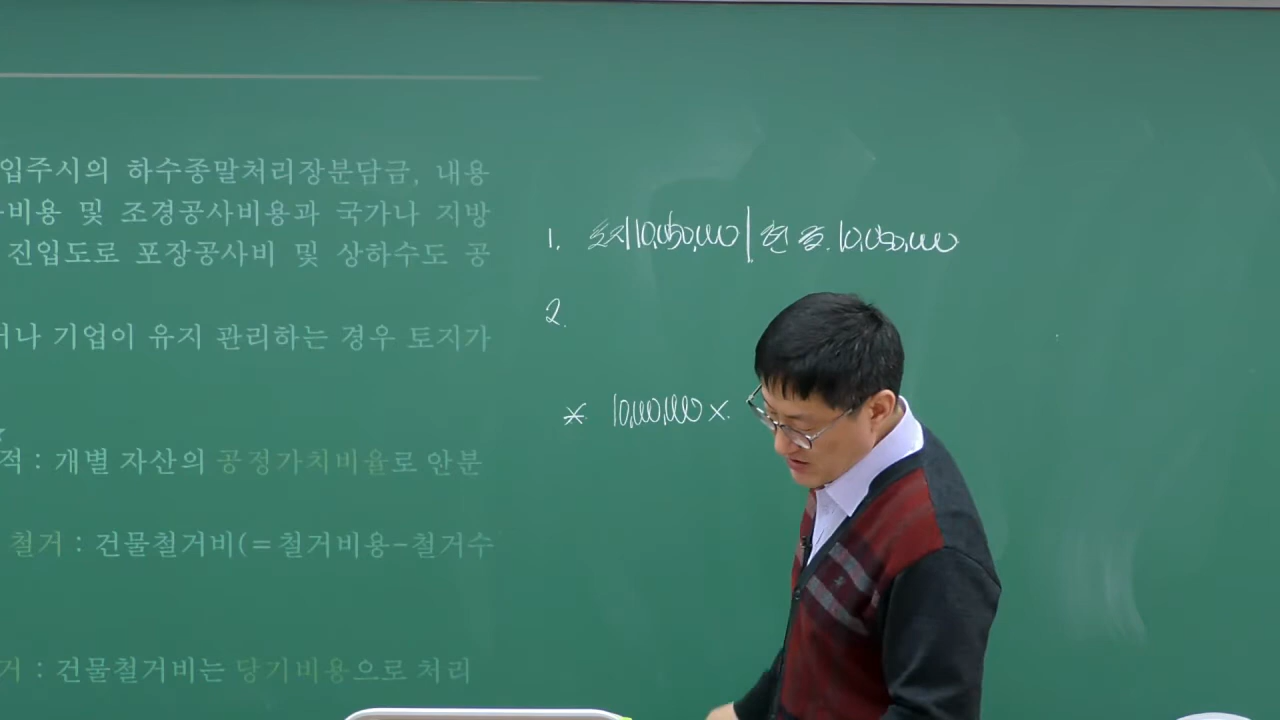 입주시의 하수종말처리장분담금, 내용
비용 및 조경공사비용과 국가나 지방
진입도로 포장공사비 및 상하수도 공
거나 기업이 유지 관리하는 경우 토지가
적 : 개별 자산의 공정가치비율로 안분
철거 : 건물철거비(=철거비용-철거수
거 : 건물철거비는 당기비용으로 처리
1. 토지 10,050,000 | 현금 10,050,000
2.
* 10,000,000 ×